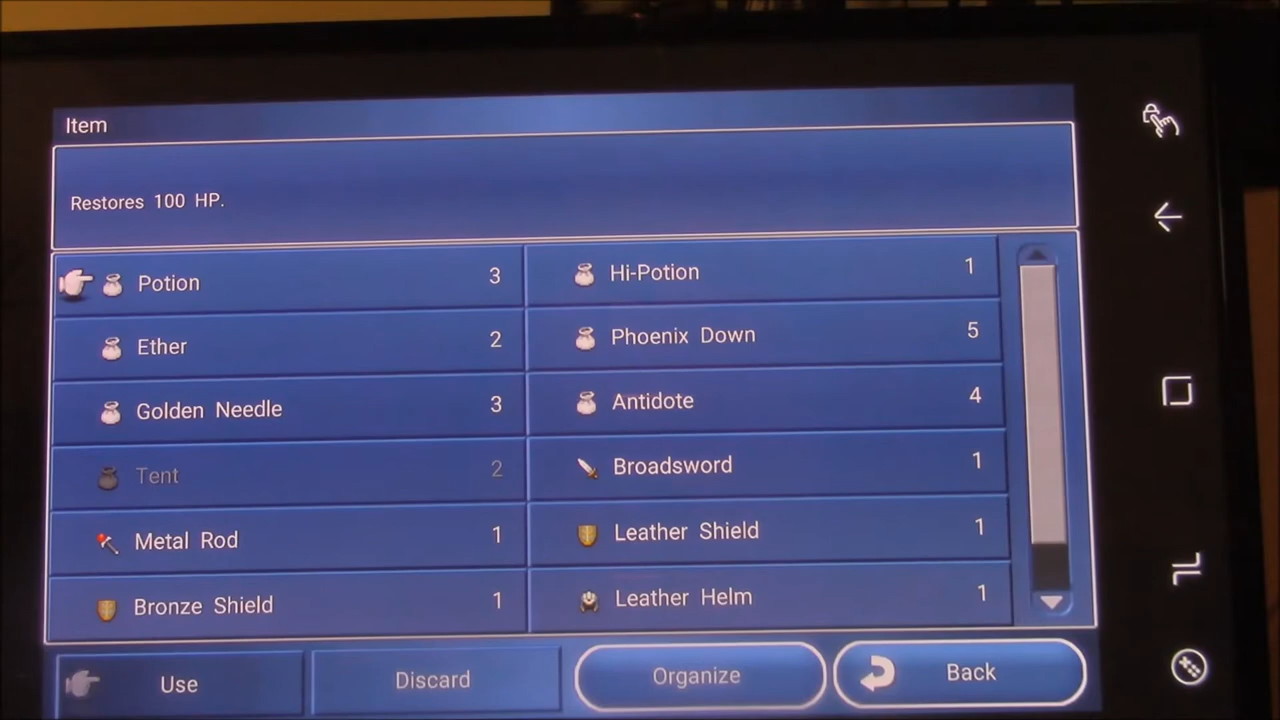 Item
Restores 100 HP.
Potion 3 Hi-Potion 1
Ether 2 Phoenix Down 5
Golden Needle 3 Antidote 4
Tent 2 Broadsword 1
Metal Rod 1 Leather Shield 1
Bronze Shield 1 Leather Helm 1
Use Discard Organize Back